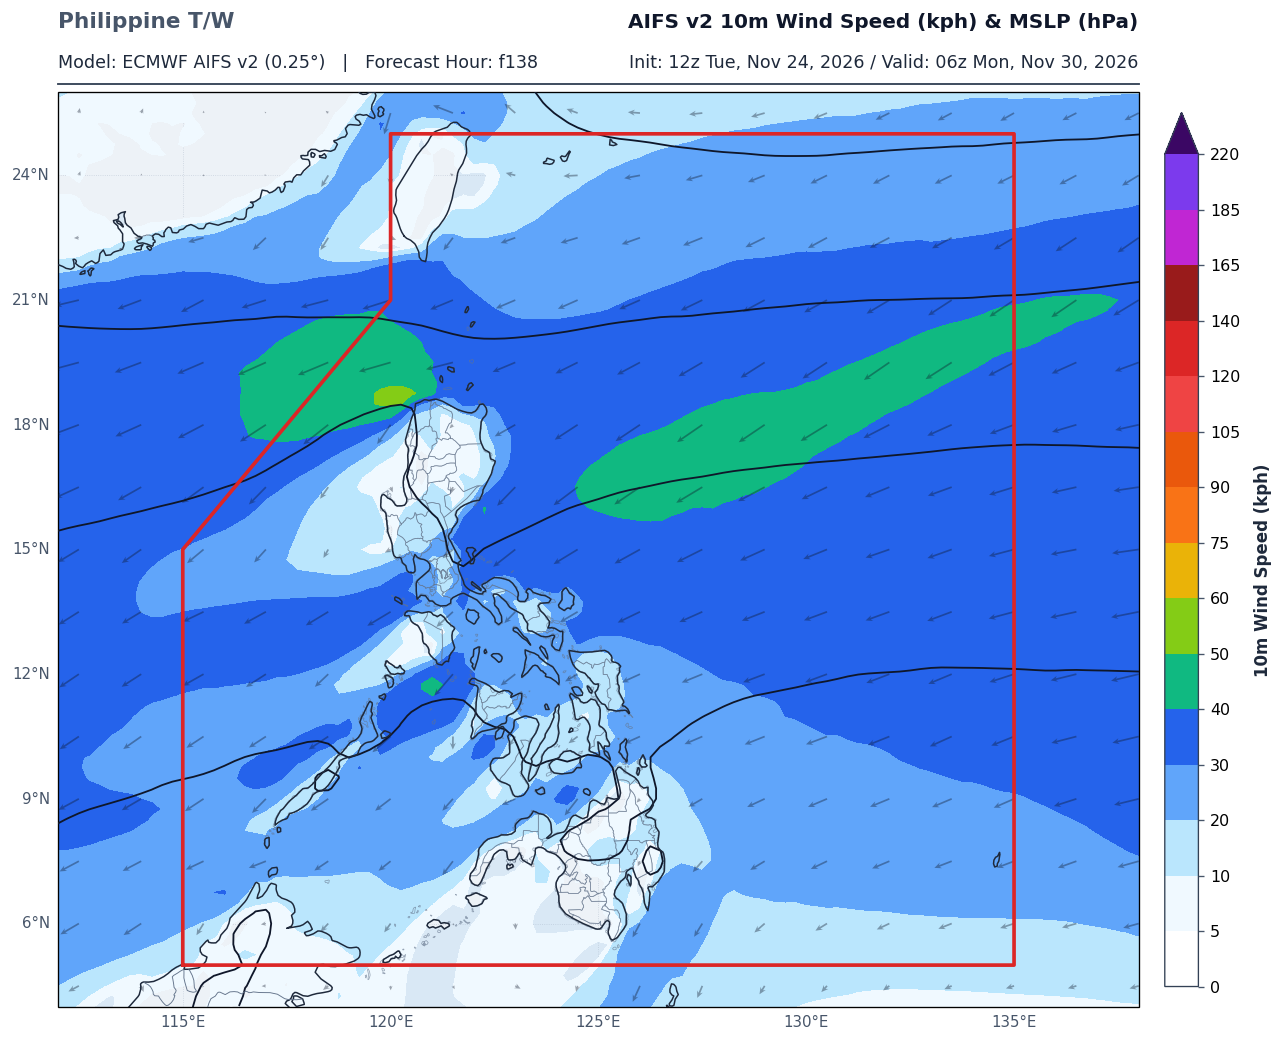 Philippine T/W
AIFS v2 10m Wind Speed (kph) & MSLP (hPa)
Model: ECMWF AIFS v2 (0.25°) | Forecast Hour: f138
Init: 12z Tue, Nov 24, 2026 / Valid: 06z Mon, Nov 30, 2026
24°N
21°N
18°N
15°N
12°N
9°N
6°N
115°E
120°E
125°E
130°E
135°E
220
185
165
140
120
105
90
75
60
50
40
30
20
10
5
0
10m Wind Speed (kph)